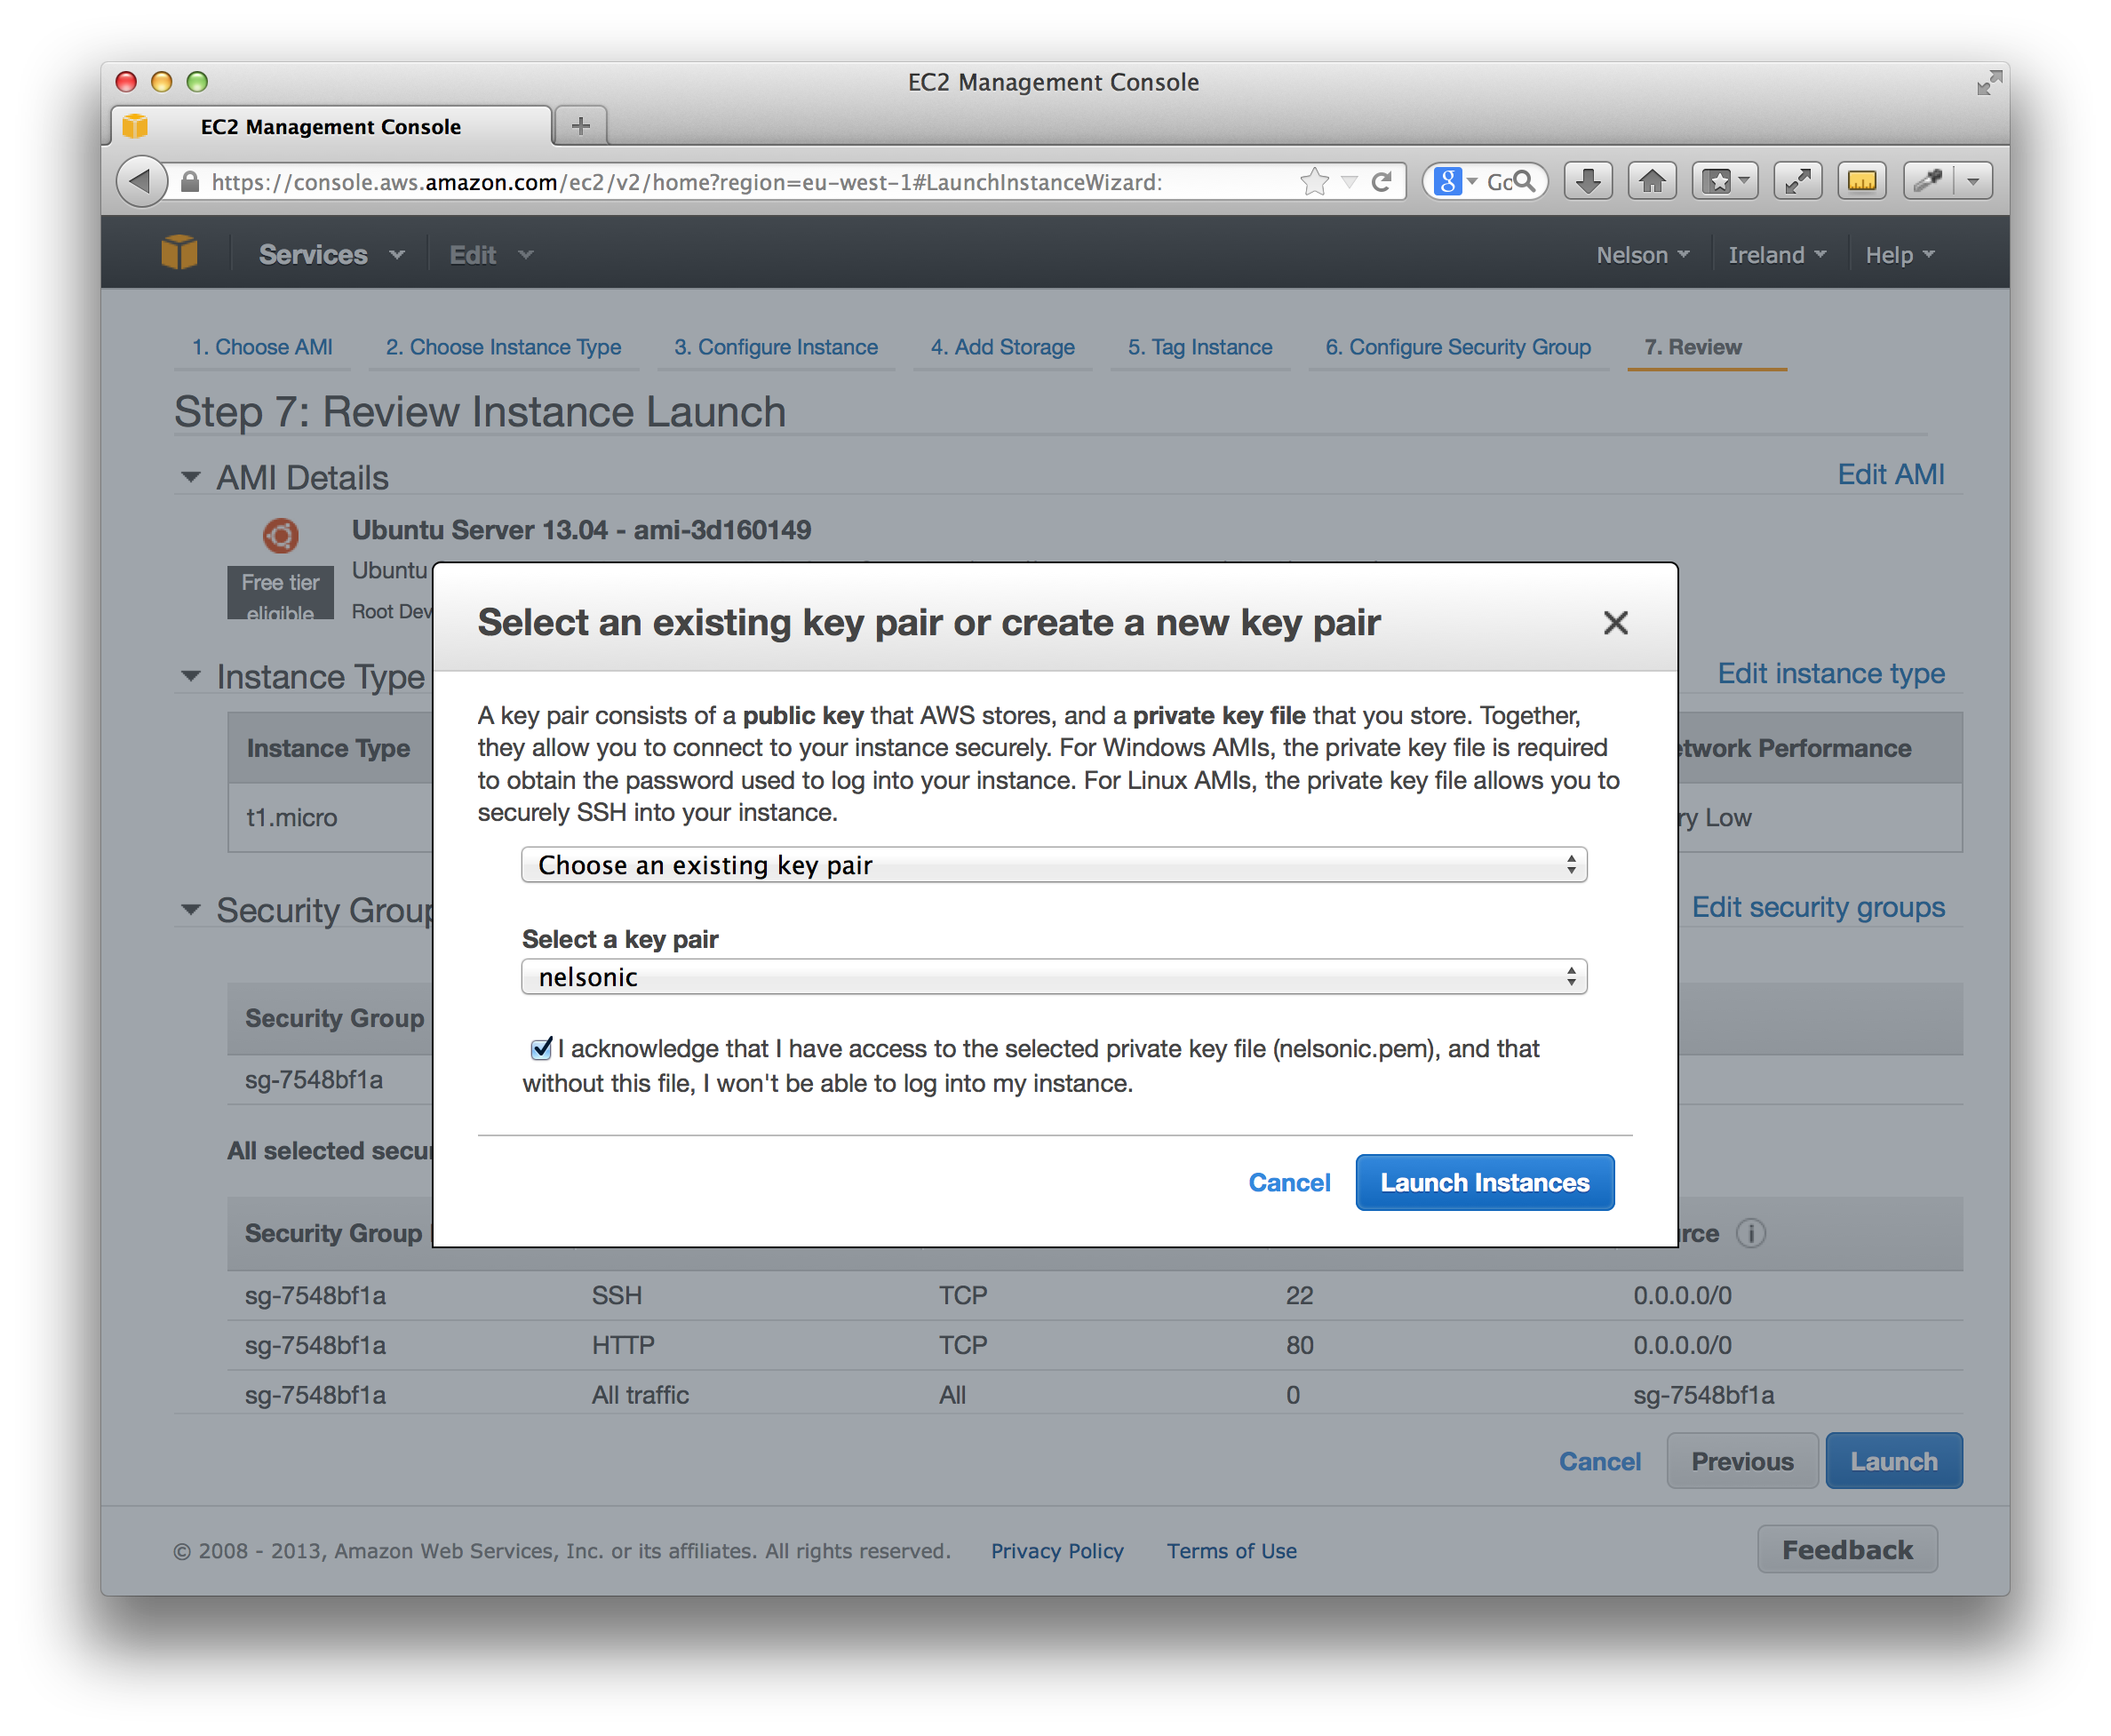 EC2 Management Console
EC2 Management Console
https://console.aws.amazon.com/ec2/v2/home?region=eu-west-1#LaunchInstanceWizard:
Services Edit Nelson Ireland Help
1. Choose AMI 2. Choose Instance Type 3. Configure Instance 4. Add Storage 5. Tag Instance 6. Configure Security Group 7. Review
Step 7: Review Instance Launch
AMI Details Edit AMI
Ubuntu Server 13.04 - ami-3d160149
Free tier
eligible
Ubuntu
Root Dev
Select an existing key pair or create a new key pair
Instance Type Edit instance type
A key pair consists of a public key that AWS stores, and a private key file that you store. Together,
they allow you to connect to your instance securely. For Windows AMIs, the private key file is required
to obtain the password used to log into your instance. For Linux AMIs, the private key file allows you to
securely SSH into your instance.
Instance Type twork Performance
t1.micro ry Low
Choose an existing key pair
Security Group Edit security groups
Select a key pair
nelsonic
Security Group
I acknowledge that I have access to the selected private key file (nelsonic.pem), and that
without this file, I won't be able to log into my instance.
sg-7548bf1a
All selected secur
Cancel Launch Instances
Security Group rce
sg-7548bf1a SSH TCP 22 0.0.0.0/0
sg-7548bf1a HTTP TCP 80 0.0.0.0/0
sg-7548bf1a All traffic All 0 sg-7548bf1a
Cancel Previous Launch
© 2008 - 2013, Amazon Web Services, Inc. or its affiliates. All rights reserved. Privacy Policy Terms of Use Feedback